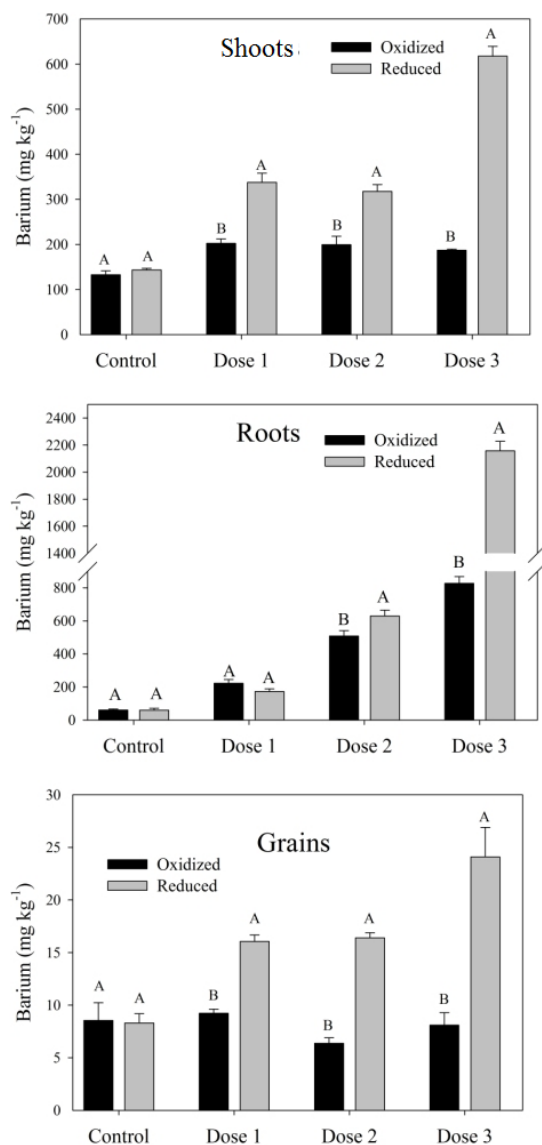 700
Shoots
Oxidized
Reduced
A
600
500
Barium (mg kg-1)
400
A
A
300
B
B
B
200
A
A
100
0
Control
Dose 1
Dose 2
Dose 3
2400
Roots
Oxidized
Reduced
A
2200
2000
1800
1600
1400
Barium (mg kg-1)
B
800
A
B
600
400
A
A
200
A
A
0
Control
Dose 1
Dose 2
Dose 3
30
Grains
A
25
Oxidized
Reduced
20
A
A
Barium (mg kg-1)
15
A
A
B
B
10
B
5
0
Control
Dose 1
Dose 2
Dose 3